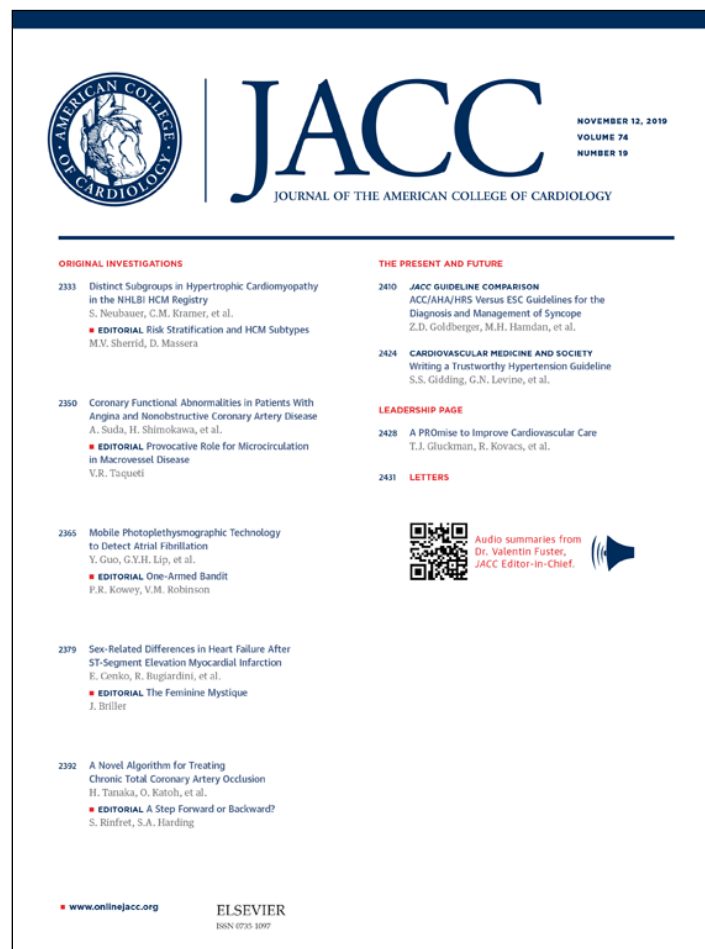 AMERICAN COLLEGE OF CARDIOLOGY
JACC
JOURNAL OF THE AMERICAN COLLEGE OF CARDIOLOGY
NOVEMBER 12, 2019
VOLUME 74
NUMBER 19
ORIGINAL INVESTIGATIONS
2333 Distinct Subgroups in Hypertrophic Cardiomyopathy
in the NHLBI HCM Registry
S. Neubauer, C.M. Kramer, et al.
■ EDITORIAL Risk Stratification and HCM Subtypes
M.V. Sherrid, D. Massera
2350 Coronary Functional Abnormalities in Patients With
Angina and Nonobstructive Coronary Artery Disease
A. Suda, H. Shimokawa, et al.
■ EDITORIAL Provocative Role for Microcirculation
in Macrovessel Disease
V.R. Taqueti
2365 Mobile Photoplethysmographic Technology
to Detect Atrial Fibrillation
Y. Guo, G.Y.H. Lip, et al.
■ EDITORIAL One-Armed Bandit
P.R. Kowey, V.M. Robinson
2379 Sex-Related Differences in Heart Failure After
ST-Segment Elevation Myocardial Infarction
E. Cenko, R. Bugiardini, et al.
■ EDITORIAL The Feminine Mystique
J. Briller
2392 A Novel Algorithm for Treating
Chronic Total Coronary Artery Occlusion
H. Tanaka, O. Katoh, et al.
■ EDITORIAL A Step Forward or Backward?
S. Rinfret, S.A. Harding
THE PRESENT AND FUTURE
2410 JACC GUIDELINE COMPARISON
ACC/AHA/HRS Versus ESC Guidelines for the
Diagnosis and Management of Syncope
Z.D. Goldberger, M.H. Hamdan, et al.
2424 CARDIOVASCULAR MEDICINE AND SOCIETY
Writing a Trustworthy Hypertension Guideline
S.S. Gidding, G.N. Levine, et al.
LEADERSHIP PAGE
2428 A PROmise to Improve Cardiovascular Care
T.J. Gluckman, R. Kovacs, et al.
2431 LETTERS
Audio summaries from
Dr. Valentin Fuster,
JACC Editor-in-Chief.
■ www.onlinejacc.org
ELSEVIER
ISSN 0735-1097